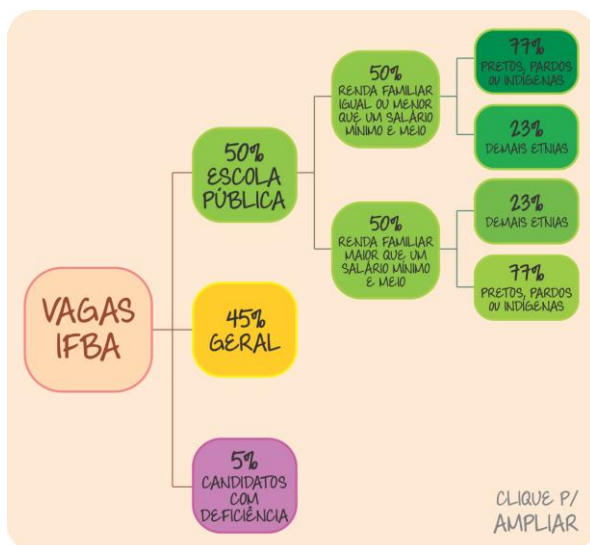 VAGAS
IFBA
50%
ESCOLA
PÚBLICA
45%
GERAL
5%
CANDIDATOS
COM
DEFICIÊNCIA
50%
RENDA FAMILIAR
IGUAL OU MENOR
QUE UM SALÁRIO
MÍNIMO E MEIO
50%
RENDA FAMILIAR
MAIOR QUE UM
SALÁRIO MÍNIMO
E MEIO
77%
PRETOS, PARDOS
OU INDÍGENAS
23%
DEMAIS ETNIAS
23%
DEMAIS ETNIAS
77%
PRETOS, PARDOS
OU INDÍGENAS
CLIQUE P/
AMPLIAR